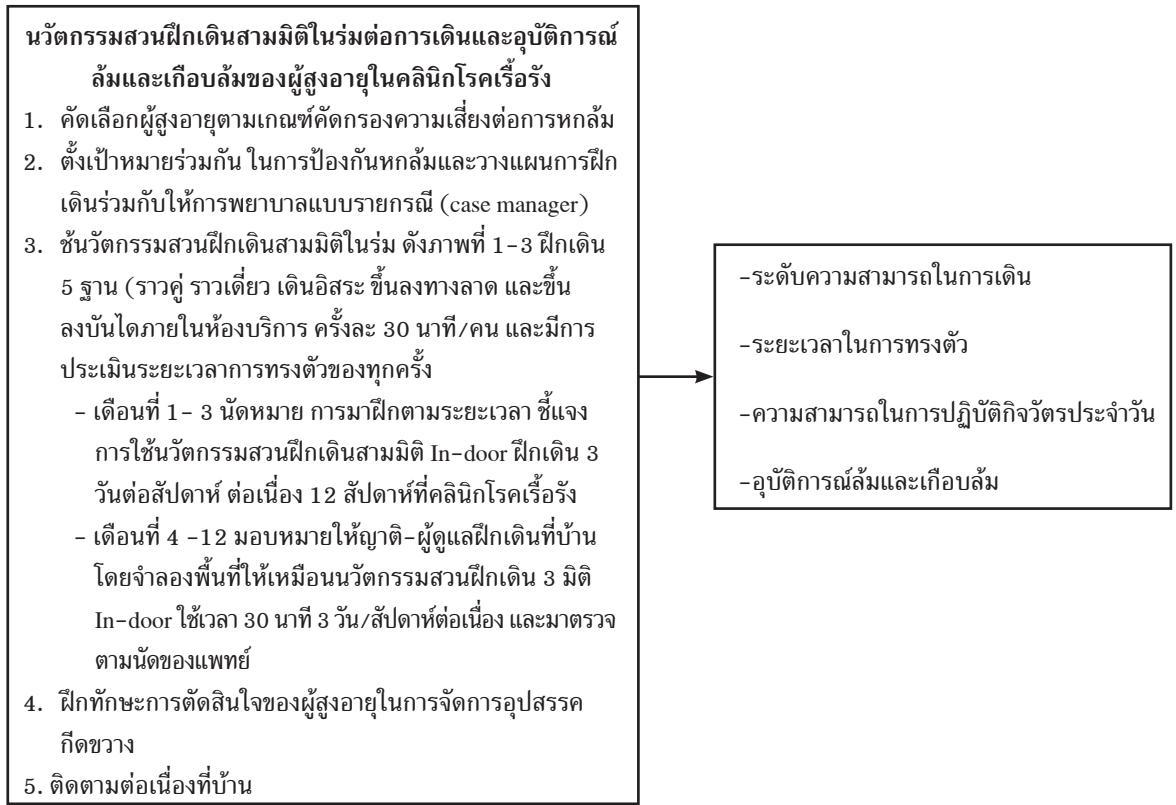 นวัตกรรมสวนฝึกเดินสามมิติในร่มต่อการเดินและอุบัติการณ์
ล้มและเกือบล้มของผู้สูงอายุในคลินิกโรคเรื้อรัง
1. คัดเลือกผู้สูงอายุตามเกณฑ์คัดกรองความเสี่ยงต่อการหกล้ม
2. ตั้งเป้าหมายร่วมกัน ในการป้องกันหกล้มและวางแผนการฝึก
เดินร่วมกับให้การพยาบาลแบบรายกรณี (case manager)
3. ช้นวัตกรรมสวนฝึกเดินสามมิติในร่ม ดังภาพที่ 1-3 ฝึกเดิน
5 ฐาน (ราวคู่ ราวเดี่ยว เดินอิสระ ขึ้นลงทางลาด และขึ้น
ลงบันไดภายในห้องบริการ ครั้งละ 30 นาที/คน และมีการ
ประเมินระยะเวลาการทรงตัวของทุกครั้ง
- เดือนที่ 1- 3 นัดหมาย การมาฝึกตามระยะเวลา ชี้แจง
การใช้นวัตกรรมสวนฝึกเดินสามมิติ In-door ฝึกเดิน 3
วันต่อสัปดาห์ ต่อเนื่อง 12 สัปดาห์ที่คลินิกโรคเรื้อรัง
- เดือนที่ 4 -12 มอบหมายให้ญาติ-ผู้ดูแลฝึกเดินที่บ้าน
โดยจำลองพื้นที่ให้เหมือนนวัตกรรมสวนฝึกเดิน 3 มิติ
In-door ใช้เวลา 30 นาที 3 วัน/สัปดาห์ต่อเนื่อง และมาตรวจ
ตามนัดของแพทย์
4. ฝึกทักษะการตัดสินใจของผู้สูงอายุในการจัดการอุปสรรค
กีดขวาง
5. ติดตามต่อเนื่องที่บ้าน
-ระดับความสามารถในการเดิน
-ระยะเวลาในการทรงตัว
-ความสามารถในการปฏิบัติกิจวัตรประจำวัน
-อุบัติการณ์ล้มและเกือบล้ม